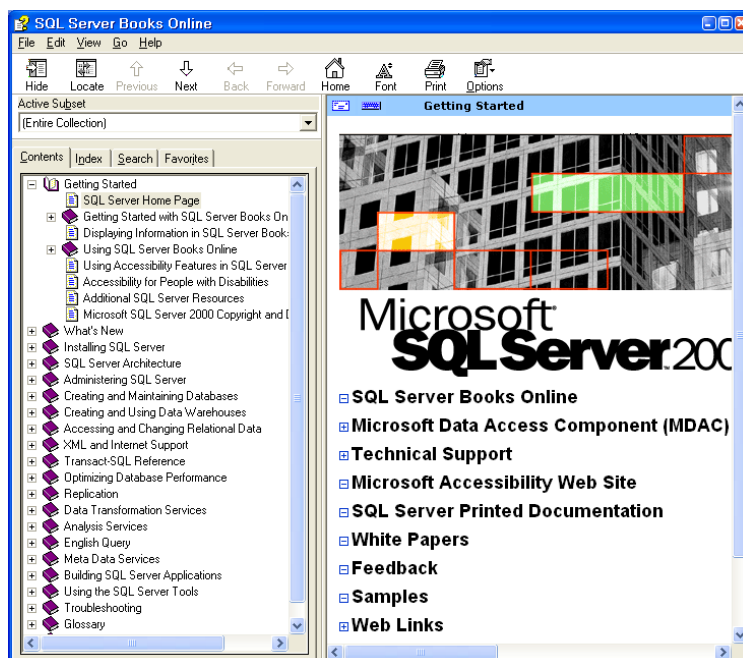 SQL Server Books Online
File Edit View Go Help
Hide Locate Previous Next Back Forward Home Font Print Options
Active Subset
(Entire Collection)
Contents Index Search Favorites
Getting Started
SQL Server Home Page
Getting Started with SQL Server Books On
Displaying Information in SQL Server Book
Using SQL Server Books Online
Using Accessibility Features in SQL Server
Accessibility for People with Disabilities
Additional SQL Server Resources
Microsoft SQL Server 2000 Copyright and D
What's New
Installing SQL Server
SQL Server Architecture
Administering SQL Server
Creating and Maintaining Databases
Creating and Using Data Warehouses
Accessing and Changing Relational Data
XML and Internet Support
Transact-SQL Reference
Optimizing Database Performance
Replication
Data Transformation Services
Analysis Services
English Query
Meta Data Services
Building SQL Server Applications
Using the SQL Server Tools
Troubleshooting
Glossary
Getting Started
Microsoft
SQL Server 200
SQL Server Books Online
Microsoft Data Access Component (MDAC)
Technical Support
Microsoft Accessibility Web Site
SQL Server Printed Documentation
White Papers
Feedback
Samples
Web Links